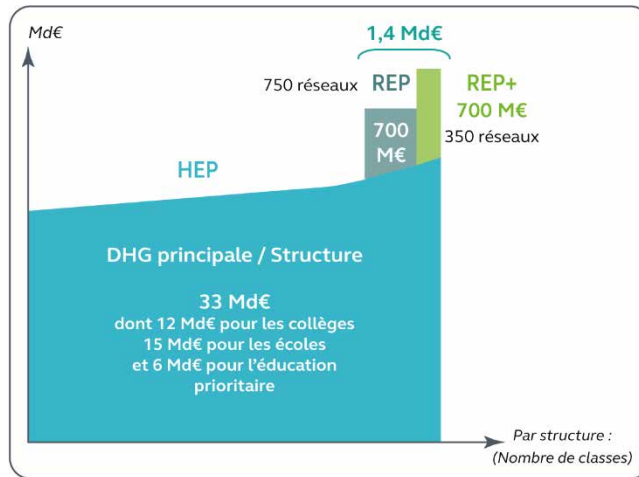 Md€
1,4 Md€
750 réseaux
REP
REP+
700 M€
350 réseaux
700
M€
HEP
DHG principale / Structure
33 Md€
dont 12 Md€ pour les collèges
15 Md€ pour les écoles
et 6 Md€ pour l'éducation
prioritaire
Par structure :
(Nombre de classes)